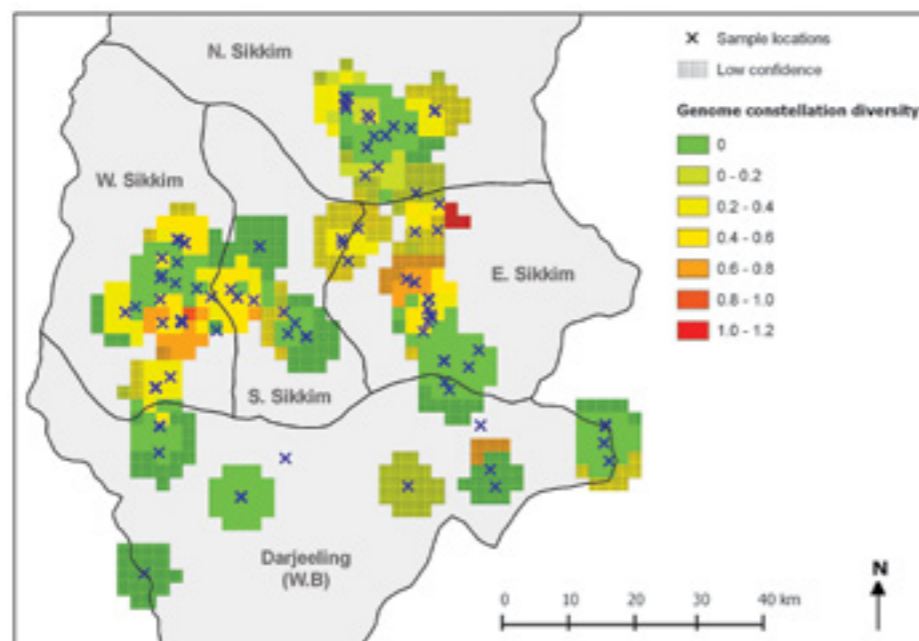 N. Sikkim
Sample locations
Low confidence
Genome constellation diversity
0
0 - 0.2
0.2 - 0.4
0.4 - 0.6
0.6 - 0.8
0.8 - 1.0
1.0 - 1.2
W. Sikkim
E. Sikkim
S. Sikkim
Darjeeling
(W.B)
N
0 10 20 30 40 km